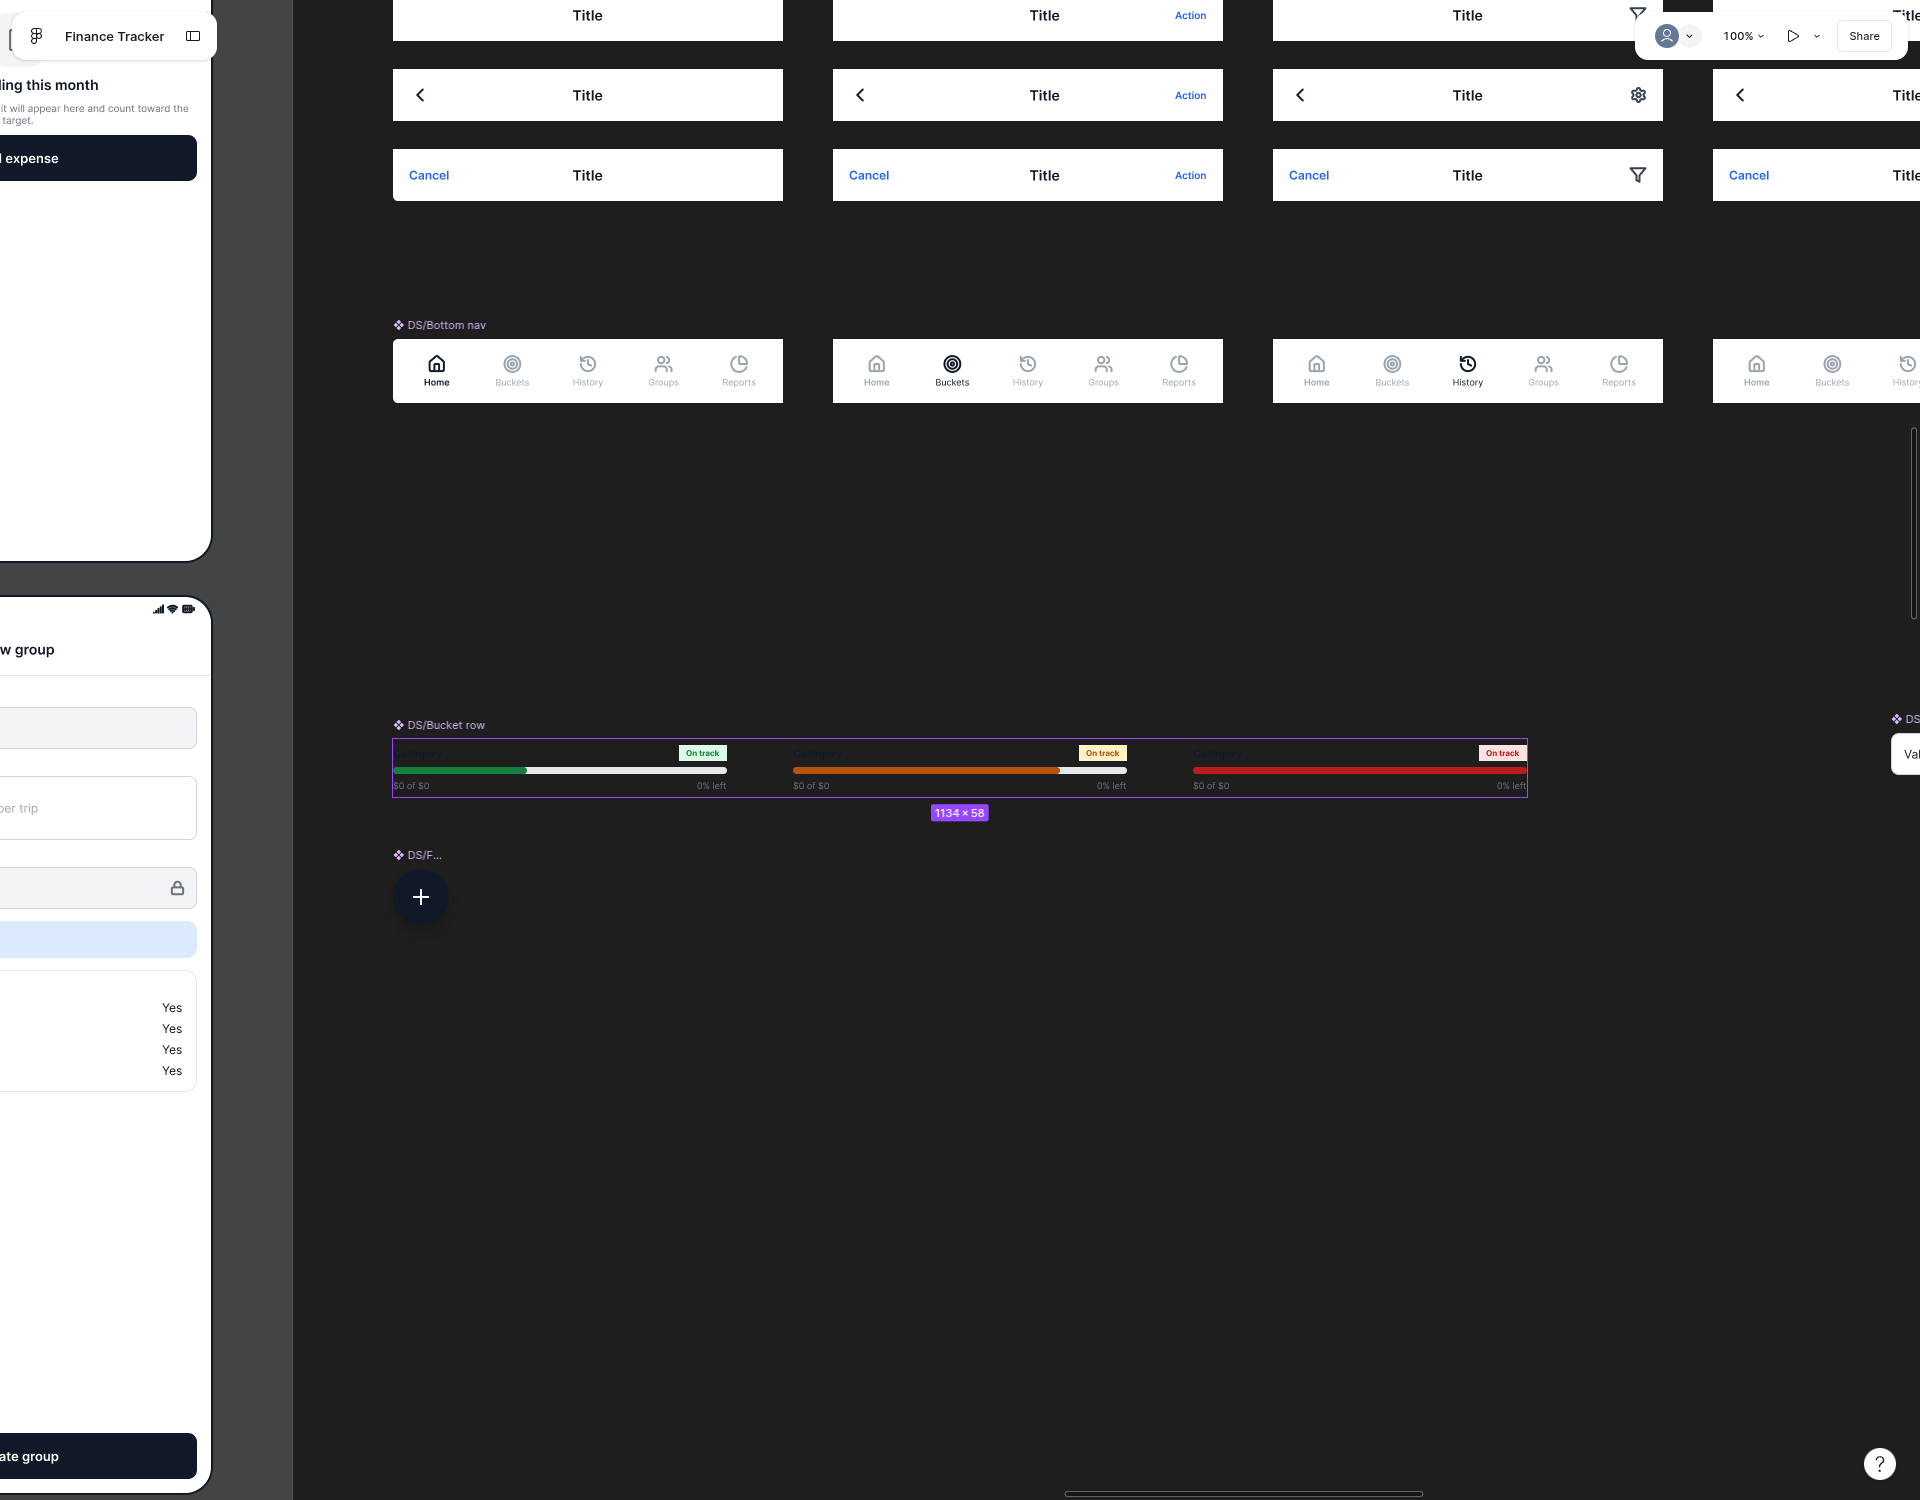 Title
Title
Action
Title
Title
Finance Tracker
100%
Share
ling this month
it will appear here and count toward the
target.
Title
Title
Action
Title
Title
l expense
Cancel
Title
Cancel
Title
Action
Cancel
Title
Cancel
Title
DS/Bottom nav
Home
Buckets
History
Groups
Reports
Home
Buckets
History
Groups
Reports
Home
Buckets
History
Groups
Reports
Home
Buckets
History
w group
DS/Bucket row
DS
Category
On track
Category
On track
Category
On track
Val
$0 of $0
0% left
$0 of $0
0% left
$0 of $0
0% left
per trip
1134 × 58
DS/F...
Yes
Yes
Yes
Yes
ate group
?